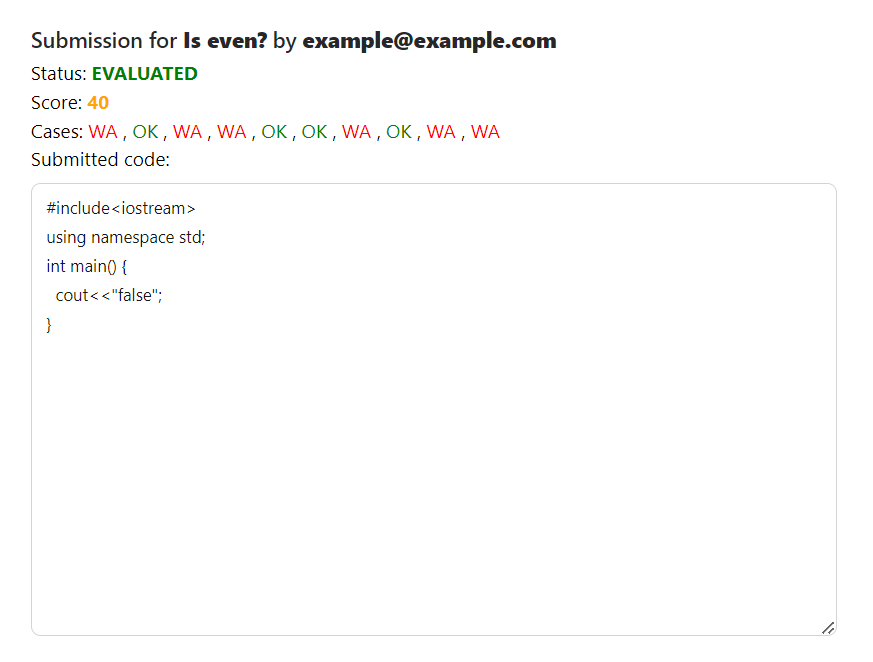 Submission for Is even? by example@example.com
Status: EVALUATED
Score: 40
Cases: WA , OK , WA , WA , OK , OK , WA , OK , WA , WA
Submitted code:
#include<iostream>
using namespace std;
int main() {
  cout<<"false";
}